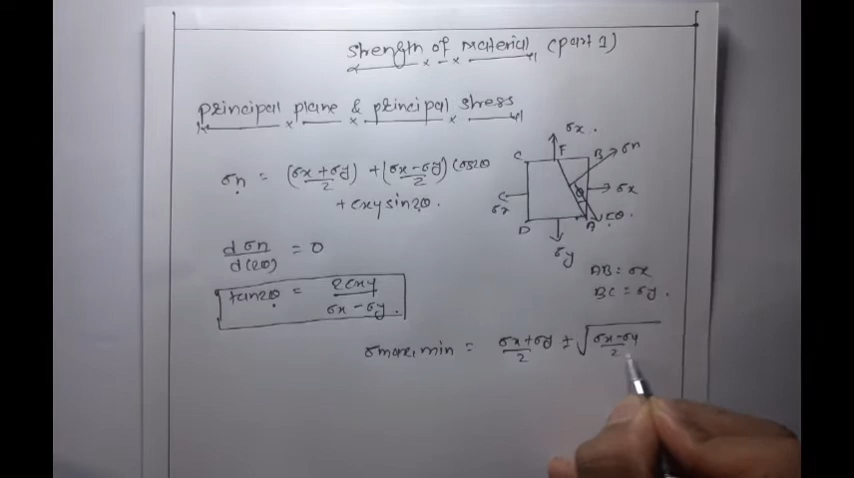 Strength of Material (part 1)
principal plane & principal stress
σn = (σx + σy)/2 + (σx - σy)/2 cos2θ
+ τxy sin2θ.
dσn/d(2θ) = 0
tan2θ = 2τxy/σx - σy.
σmax, min = σx + σy/2 ± √σx - σy/2
σx.
C F B σn
θ σx
σx
D A τθ.
σy
AB = σx
BC = σy.